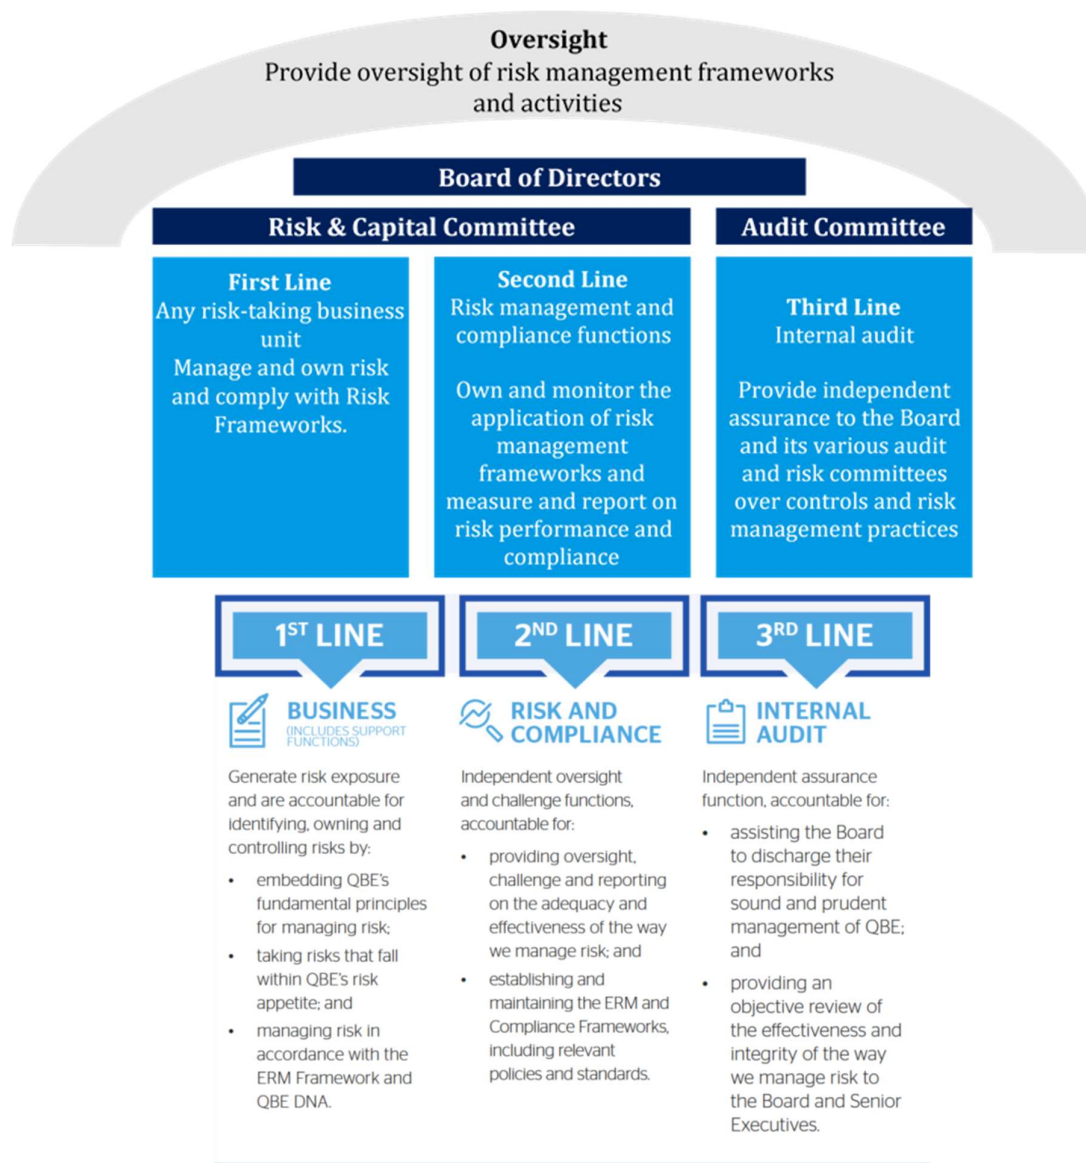 Oversight
Provide oversight of risk management frameworks
and activities
Board of Directors
Risk & Capital Committee
Audit Committee
First Line
Any risk-taking business
unit
Manage and own risk
and comply with Risk
Frameworks.
Second Line
Risk management and
compliance functions
Own and monitor the
application of risk
management
frameworks and
measure and report on
risk performance and
compliance
Third Line
Internal audit
Provide independent
assurance to the Board
and its various audit
and risk committees
over controls and risk
management practices
1ST LINE
BUSINESS
(INCLUDES SUPPORT
FUNCTIONS)
Generate risk exposure
and are accountable for
identifying, owning and
controlling risks by:
• embedding QBE's
fundamental principles
for managing risk;
• taking risks that fall
within QBE's risk
appetite; and
• managing risk in
accordance with the
ERM Framework and
QBE DNA.
2ND LINE
RISK AND
COMPLIANCE
Independent oversight
and challenge functions,
accountable for:
• providing oversight,
challenge and reporting
on the adequacy and
effectiveness of the way
we manage risk; and
• establishing and
maintaining the ERM and
Compliance Frameworks,
including relevant
policies and standards.
3RD LINE
INTERNAL
AUDIT
Independent assurance
function, accountable for:
• assisting the Board
to discharge their
responsibility for
sound and prudent
management of QBE;
and
• providing an
objective review of
the effectiveness and
integrity of the way
we manage risk to
the Board and Senior
Executives.